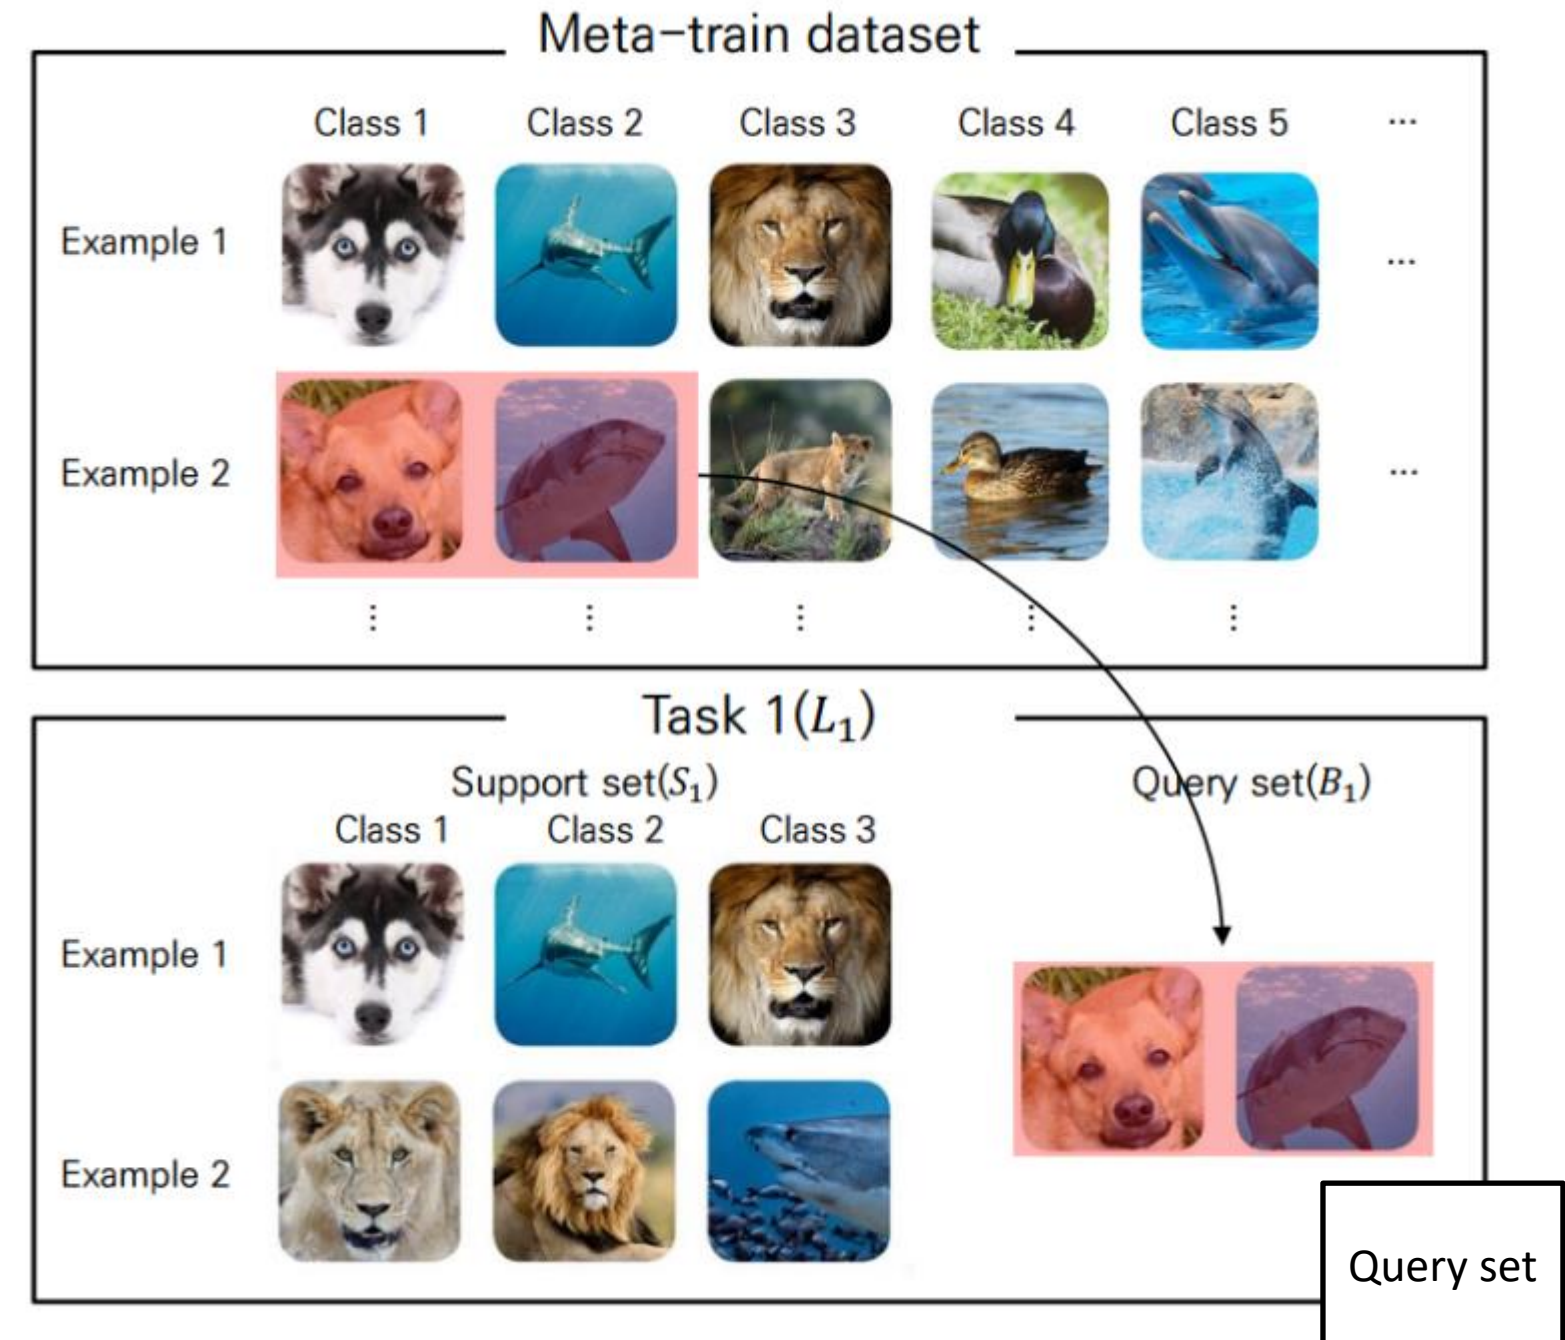 Meta-train dataset
Class 1 Class 2 Class 3 Class 4 Class 5 ...
Example 1 ...
Example 2 ...
⋮ ⋮ ⋮ ⋮ ⋮
Task 1(L₁)
Support set(S₁)
Query set(B₁)
Class 1 Class 2 Class 3
Example 1
Example 2
Query set